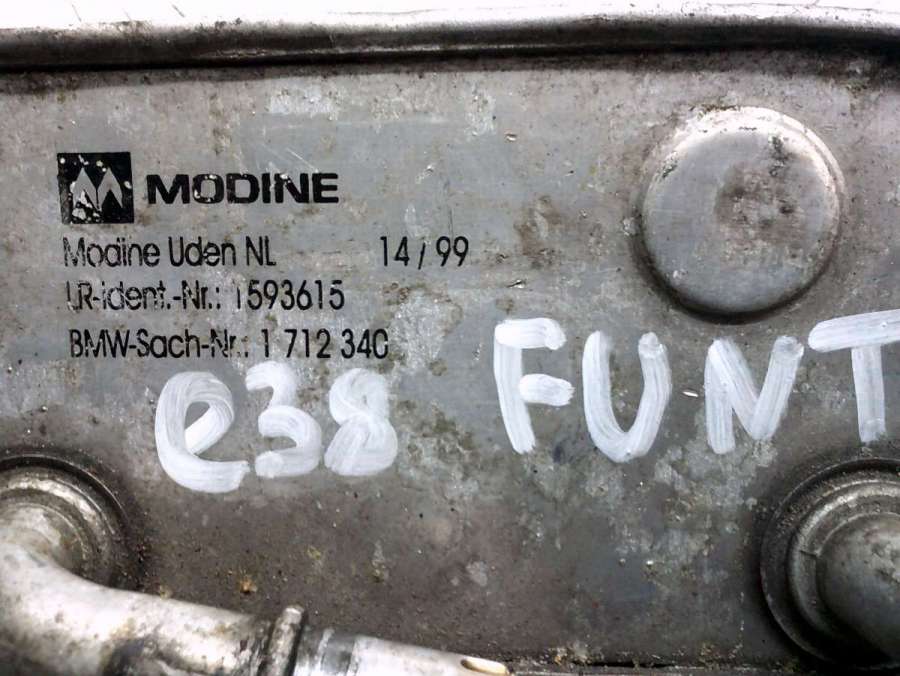 MODINE
Modine Uden NL 14/99
LR-ident.-Nr.: 1593615
BMW-Sach-Nr.: 1 712 340
e38 FUNT